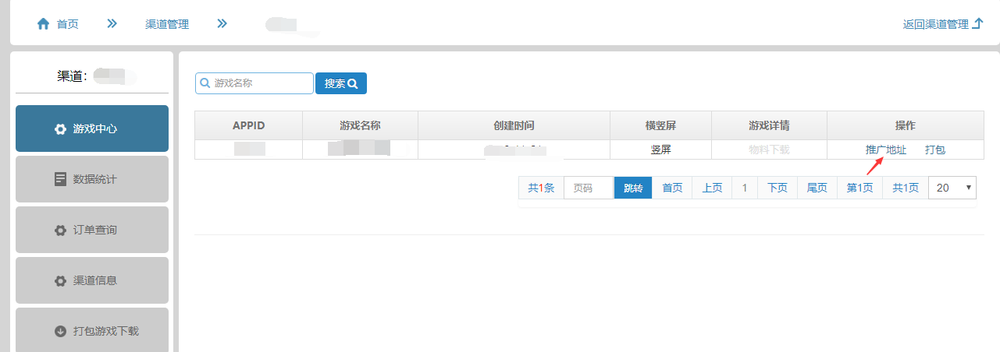 首页 渠道管理 返回渠道管理
渠道：
游戏中心
数据统计
订单查询
渠道信息
打包游戏下载
游戏名称 搜索
APPID 游戏名称 创建时间 横竖屏 游戏详情 操作
竖屏 物料下载 推广地址 打包
共1条 页码 跳转 首页 上页 1 下页 尾页 第1页 共1页 20